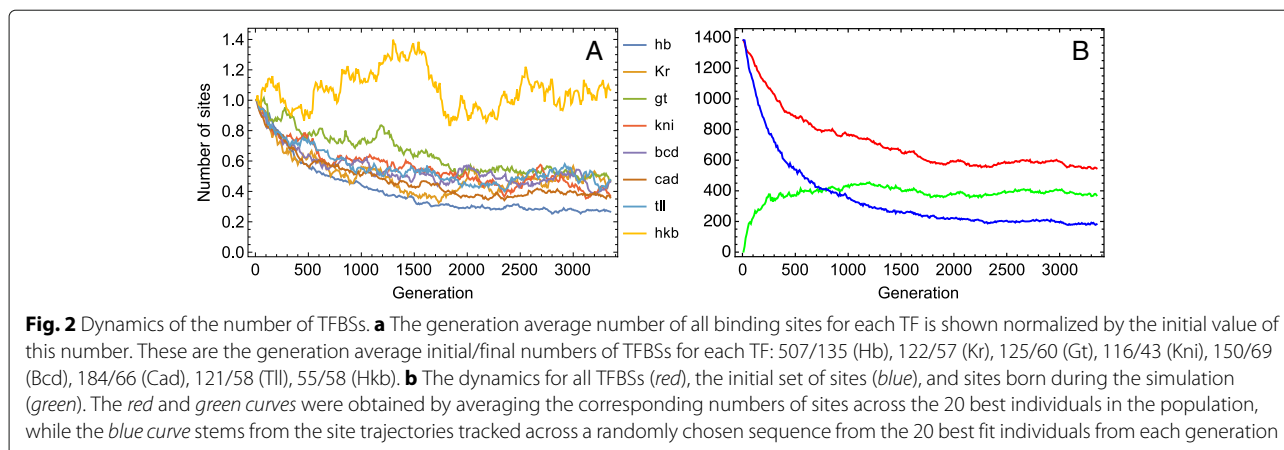 A
1.4
1.2
1.0
0.8
0.6
0.4
0.2
0.0
Number of sites
0 500 1000 1500 2000 2500 3000
Generation
hb
Kr
gt
kni
bcd
cad
tll
hkb
B
1400
1200
1000
800
600
400
200
0
0 500 1000 1500 2000 2500 3000
Generation
Fig. 2 Dynamics of the number of TFBSs. a The generation average number of all binding sites for each TF is shown normalized by the initial value of
this number. These are the generation average initial/final numbers of TFBSs for each TF: 507/135 (Hb), 122/57 (Kr), 125/60 (Gt), 116/43 (Kni), 150/69
(Bcd), 184/66 (Cad), 121/58 (Tll), 55/58 (Hkb). b The dynamics for all TFBSs (red), the initial set of sites (blue), and sites born during the simulation
(green). The red and green curves were obtained by averaging the corresponding numbers of sites across the 20 best individuals in the population,
while the blue curve stems from the site trajectories tracked across a randomly chosen sequence from the 20 best fit individuals from each generation